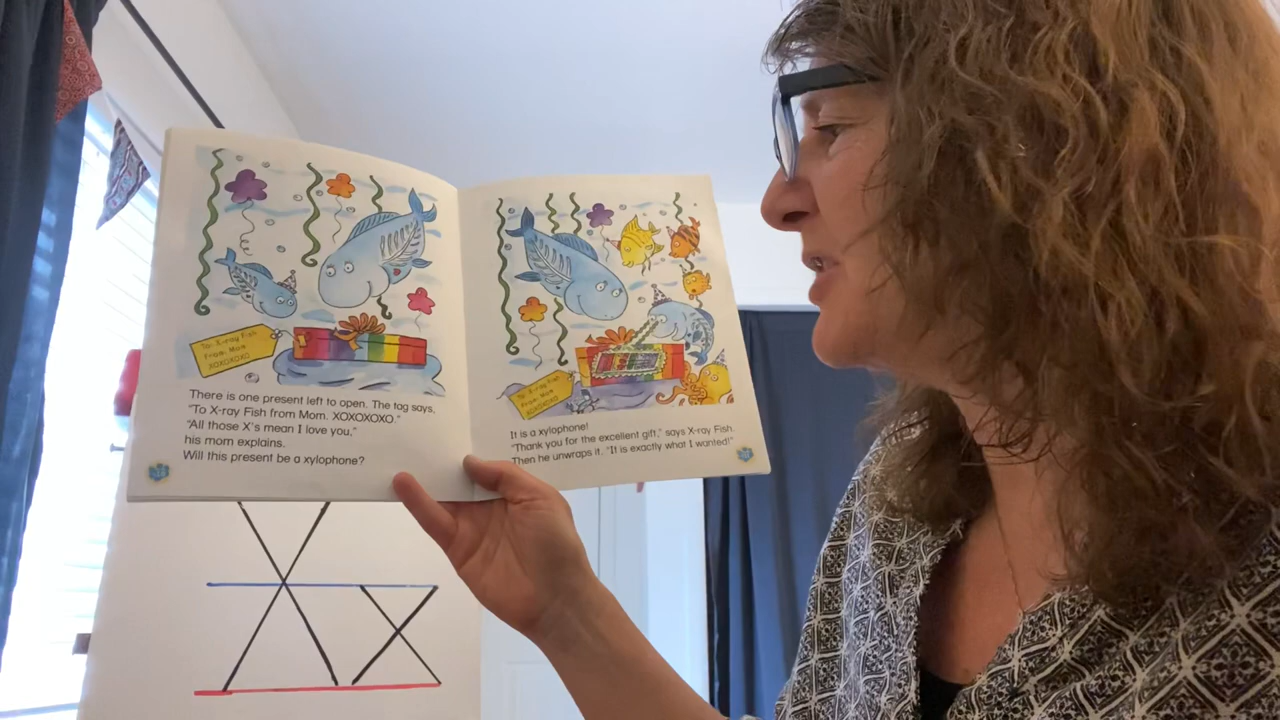 To: X-ray Fish
From: Mom
XOXOXOXO
There is one present left to open. The tag says,
"To X-ray Fish from Mom. XOXOXOXO."
"All those X's mean I love you,"
his mom explains.
Will this present be a xylophone?
To: X-ray Fish
From: Mom
XOXOXOXO
It is a xylophone!
"Thank you for the excellent gift," says X-ray Fish.
Then he unwraps it. "It is exactly what I wanted!"
Xx